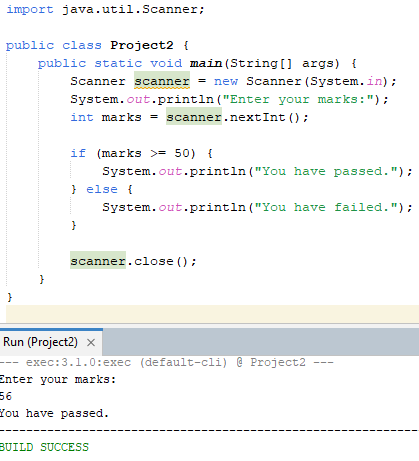 import java.util.Scanner;
public class Project2 {
public static void main(String[] args) {
Scanner scanner = new Scanner(System.in);
System.out.println("Enter your marks:");
int marks = scanner.nextInt();
if (marks >= 50) {
System.out.println("You have passed.");
} else {
System.out.println("You have failed.");
}
scanner.close();
}
}
Run (Project2) ×
--- exec:3.1.0:exec (default-cli) @ Project2 ---
Enter your marks:
56
You have passed.
------------------------------------------------------------------------
BUILD SUCCESS